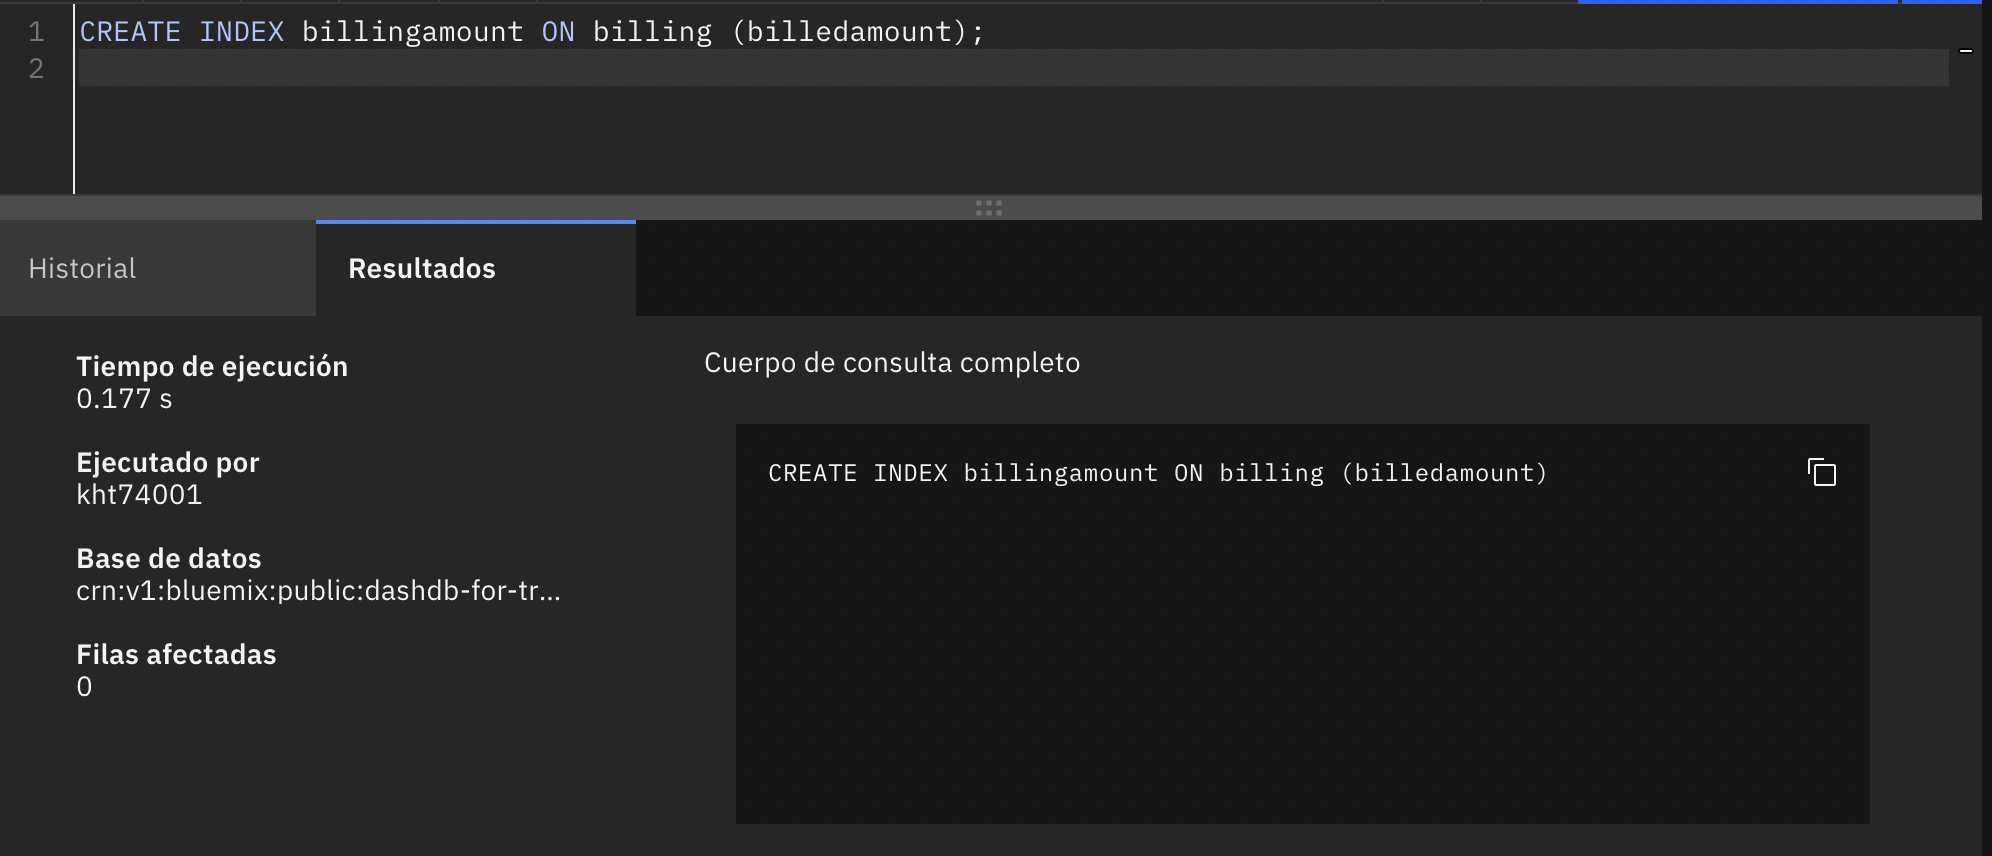 1 CREATE INDEX billingamount ON billing (billedamount);
2
Historial
Resultados
Tiempo de ejecución
0.177 s
Ejecutado por
kht74001
Base de datos
crn:v1:bluemix:public:dashdb-for-tr...
Filas afectadas
0
Cuerpo de consulta completo
CREATE INDEX billingamount ON billing (billedamount)